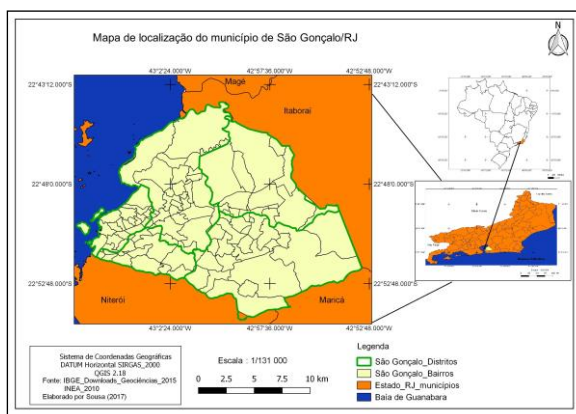 Mapa de localização do município de São Gonçalo/RJ
43°2'24.000"W 42°57'36.000"W 42°52'48.000"W
22°43'12.000"S
22°43'12.000"S
Magé
Itaboraí
22°48'0.000"S
22°48'0.000"S
22°52'48.000"S
22°52'48.000"S
Niterói
Maricá
43°2'24.000"W 42°57'36.000"W 42°52'48.000"W
Sistema de Coordenadas Geográficas
DATUM Horizontal SIRGAS_2000
QGIS 2.18
Fonte: IBGE_Downloads_Geociências_2015
INEA_2010
Elaborado por Sousa (2017)
Escala : 1/131 000
0 2.5 5 7.5 10 km
Legenda
São Gonçalo_Distritos
São Gonçalo_Bairros
Estado_RJ_municípios
Baía de Guanabara